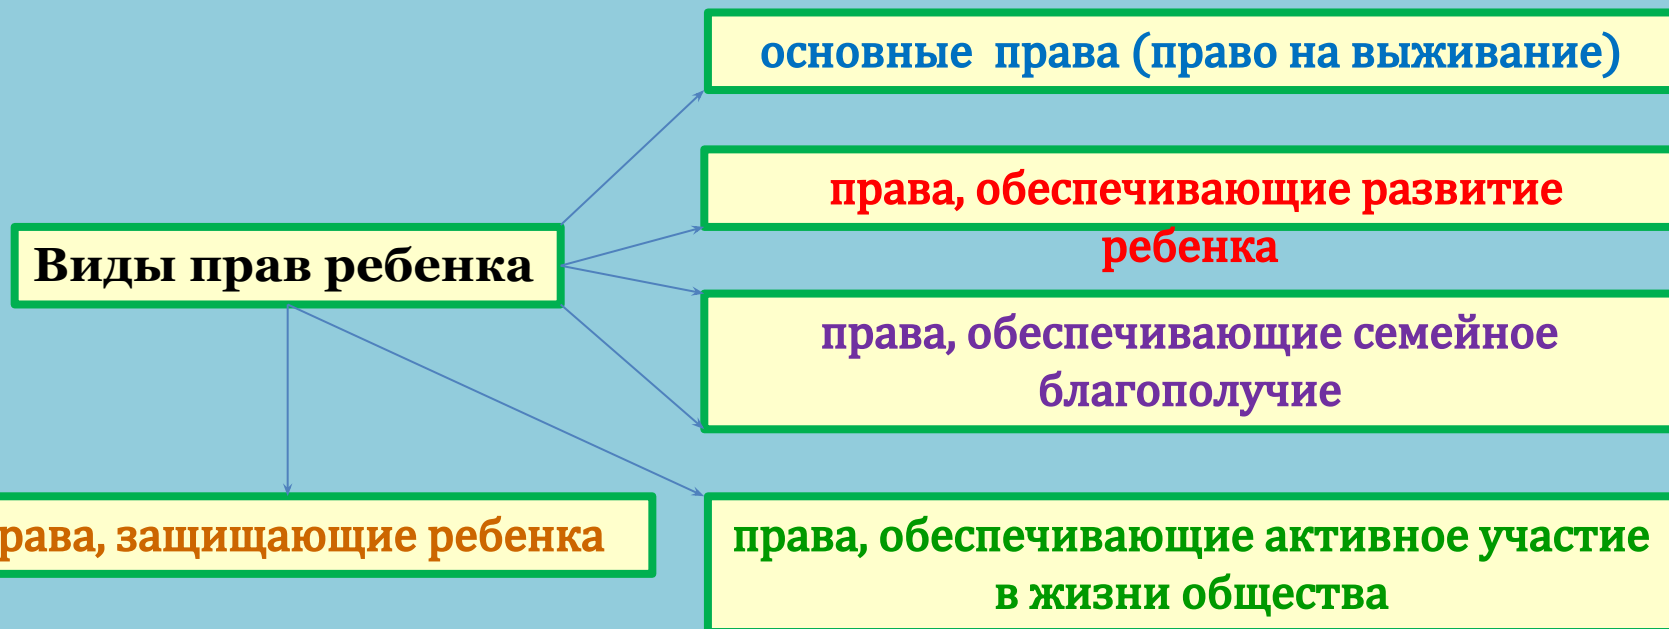 основные  права (право на выживание)
права, обеспечивающие развитие
ребенка
Виды прав ребенка
права, обеспечивающие семейное
благополучие
рава, защищающие ребенка
права, обеспечивающие активное участие
в жизни общества